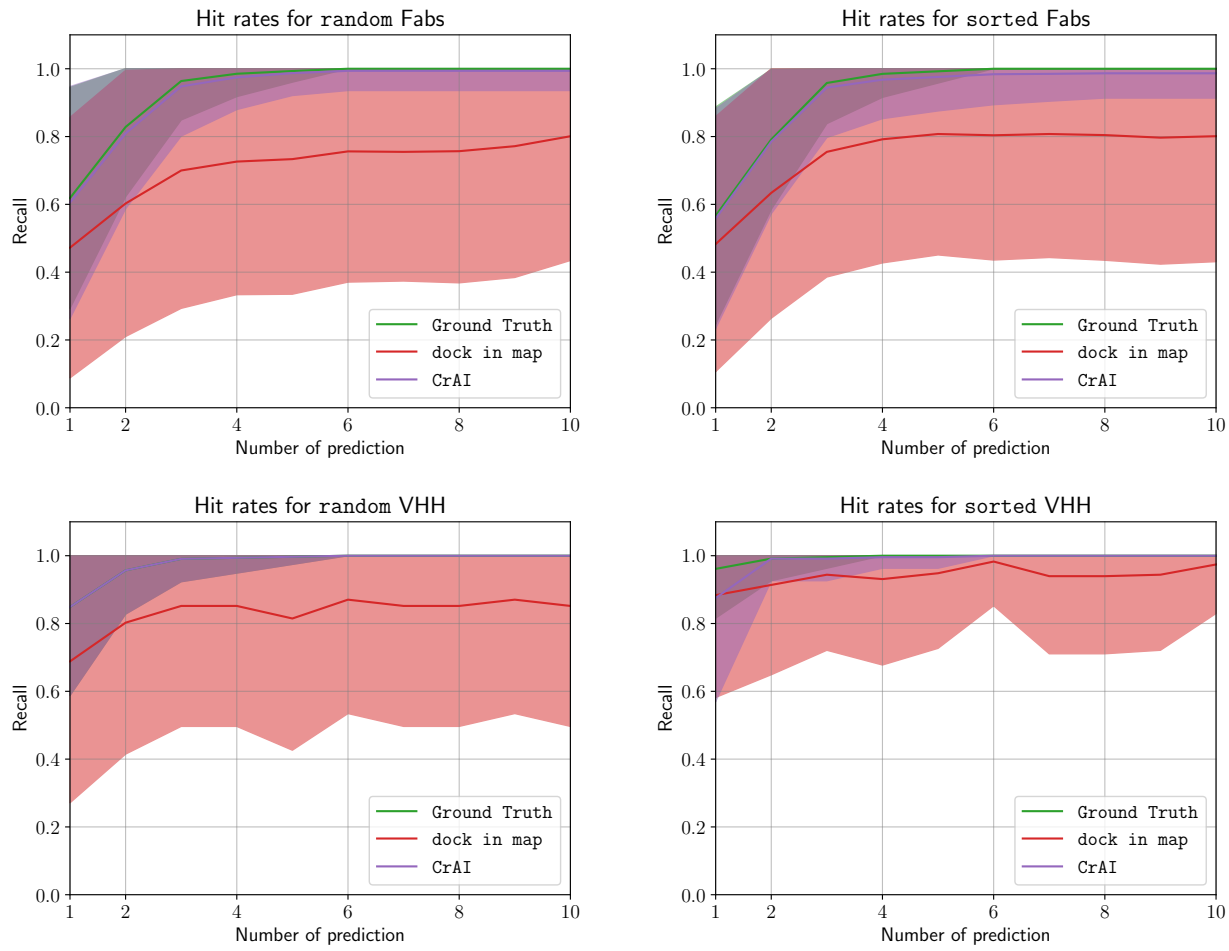 Hit rates for random Fabs
Recall
1.0
0.8
0.6
0.4
0.2
0.0
1 2 4 6 8 10
Number of prediction
Ground Truth
dock in map
CrAI
Hit rates for sorted Fabs
Recall
1.0
0.8
0.6
0.4
0.2
0.0
1 2 4 6 8 10
Number of prediction
Ground Truth
dock in map
CrAI
Hit rates for random VHH
Recall
1.0
0.8
0.6
0.4
0.2
0.0
1 2 4 6 8 10
Number of prediction
Ground Truth
dock in map
CrAI
Hit rates for sorted VHH
Recall
1.0
0.8
0.6
0.4
0.2
0.0
1 2 4 6 8 10
Number of prediction
Ground Truth
dock in map
CrAI